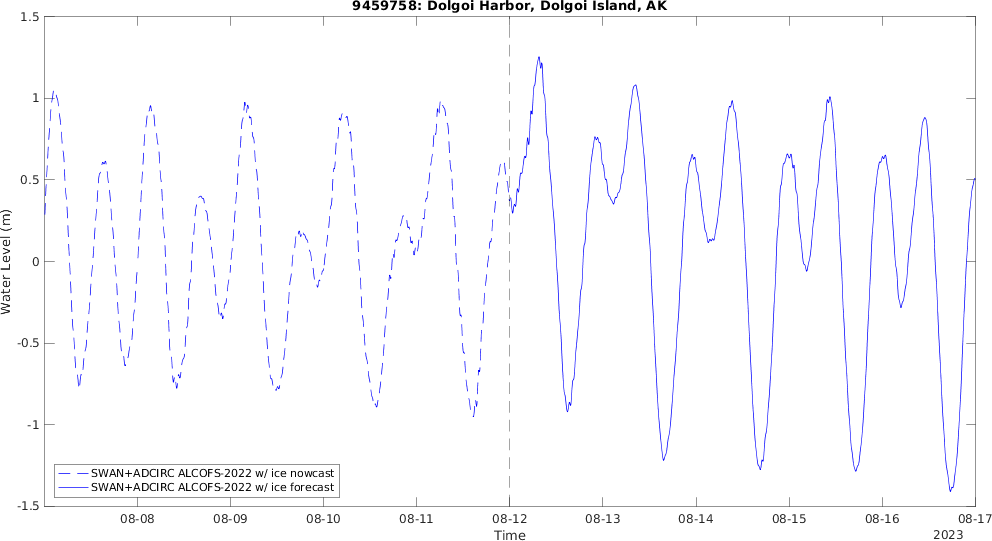 9459758: Dolgoi Harbor, Dolgoi Island, AK
1.5
1
0.5
0
-0.5
-1
-1.5
Water Level (m)
SWAN+ADCIRC ALCOFS-2022 w/ ice nowcast
SWAN+ADCIRC ALCOFS-2022 w/ ice forecast
08-08 08-09 08-10 08-11 08-12 08-13 08-14 08-15 08-16 08-17
Time
2023